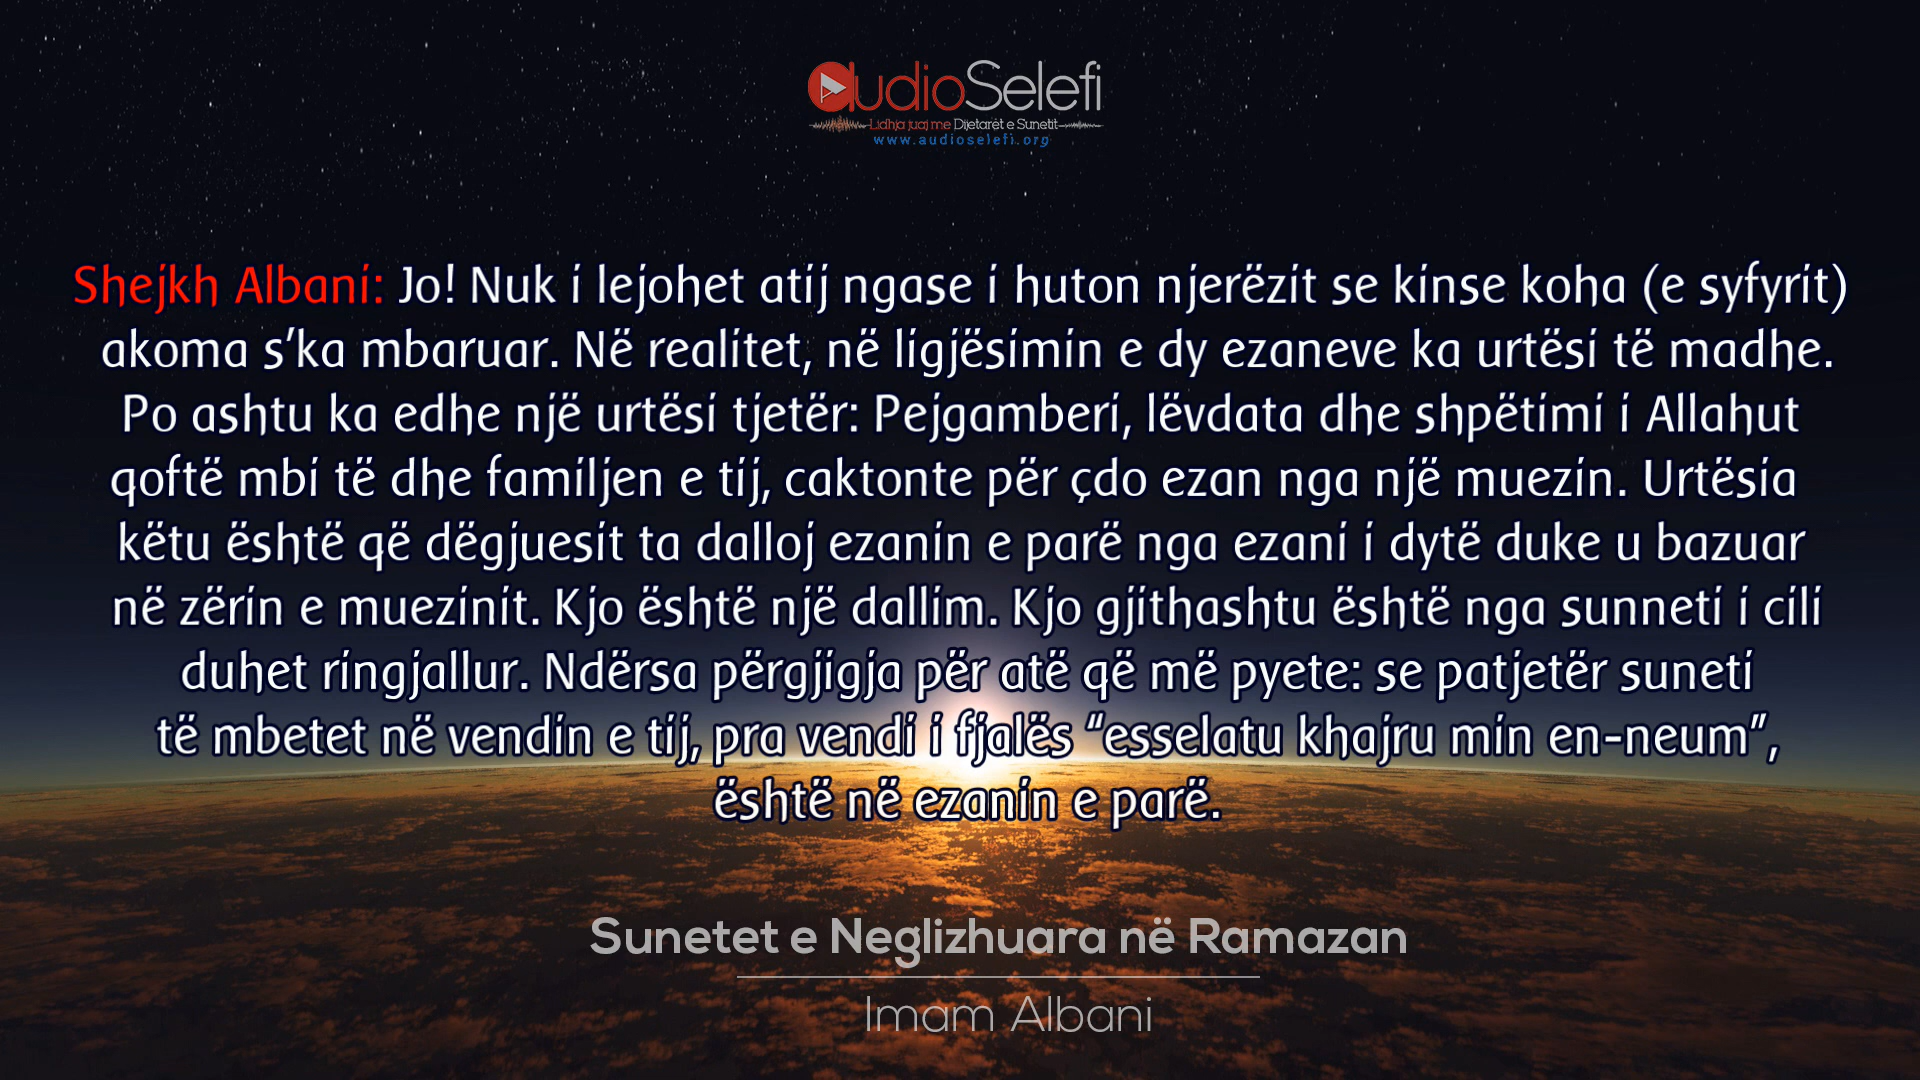 audioSelefi
Lidhja juaj me Dijetarët e Sunetit
www.audioselefi.org
Shejkh Albani: Jo! Nuk i lejohet atij ngase i huton njerëzit se kinse koha (e syfyrit)
akoma s’ka mbaruar. Në realitet, në ligjësimin e dy ezaneve ka urtësi të madhe.
Po ashtu ka edhe një urtësi tjetër: Pejgamberi, lëvdata dhe shpëtimi i Allahut
qoftë mbi të dhe familjen e tij, caktonte për çdo ezan nga një muezin. Urtësia
këtu është që dëgjuesit ta dalloj ezanin e parë nga ezani i dytë duke u bazuar
në zërin e muezinit. Kjo është një dallim. Kjo gjithashtu është nga sunneti i cili
duhet ringjallur. Ndërsa përgjigja për atë që më pyete: se patjetër suneti
të mbetet në vendin e tij, pra vendi i fjalës “esselatu khajru min en-neum”,
është në ezanin e parë.
Sunetet e Neglizhuara në Ramazan
Imam Albani